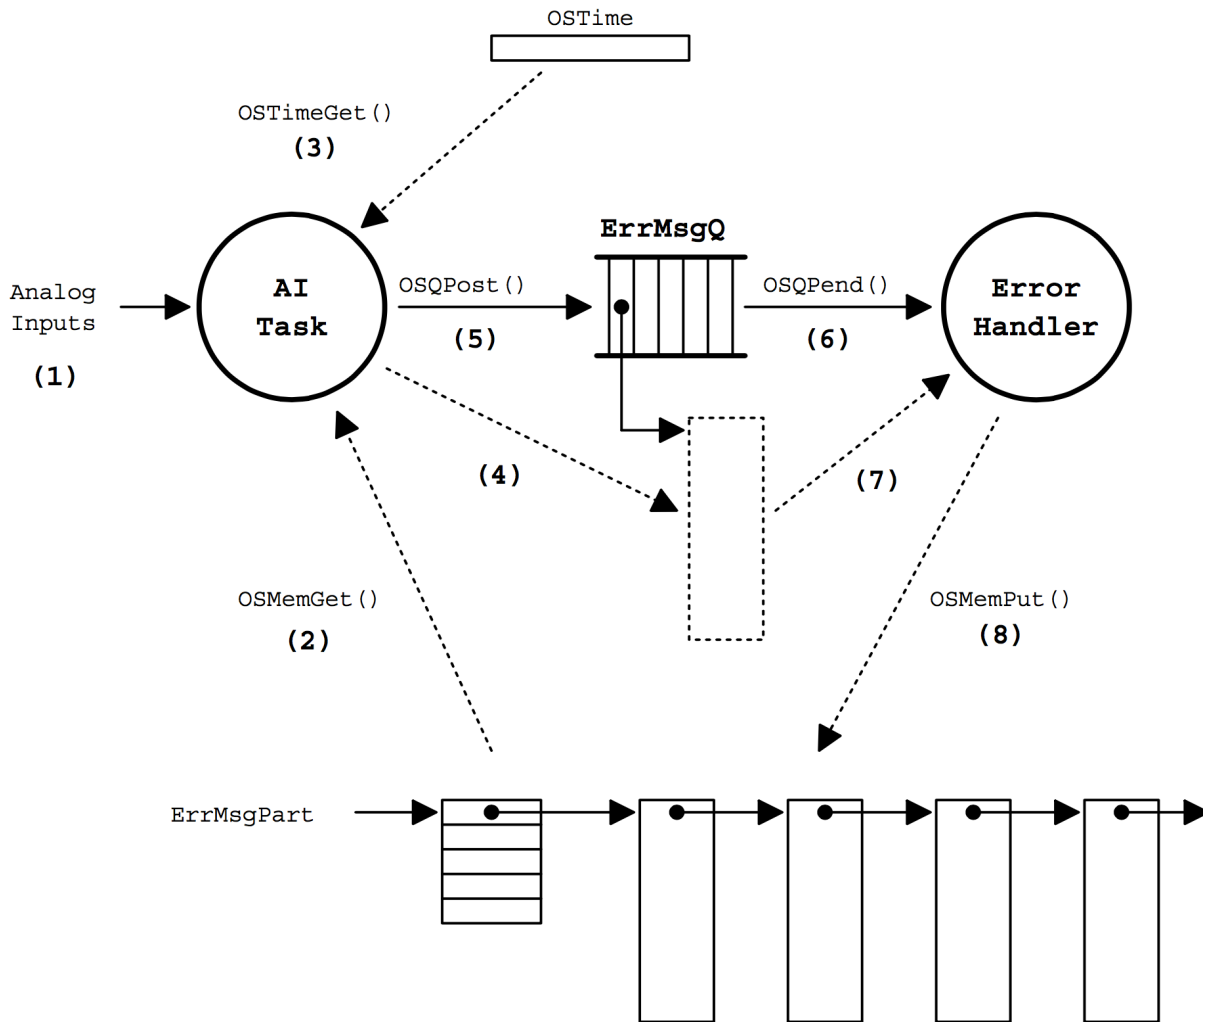 OSTime
OSTimeGet()
(3)
ErrMsgQ
Analog
Inputs
(1)
AI
Task
OSQPost()
(5)
OSQPend()
(6)
Error
Handler
(4)
(7)
OSMemGet()
(2)
OSMemPut()
(8)
ErrMsgPart